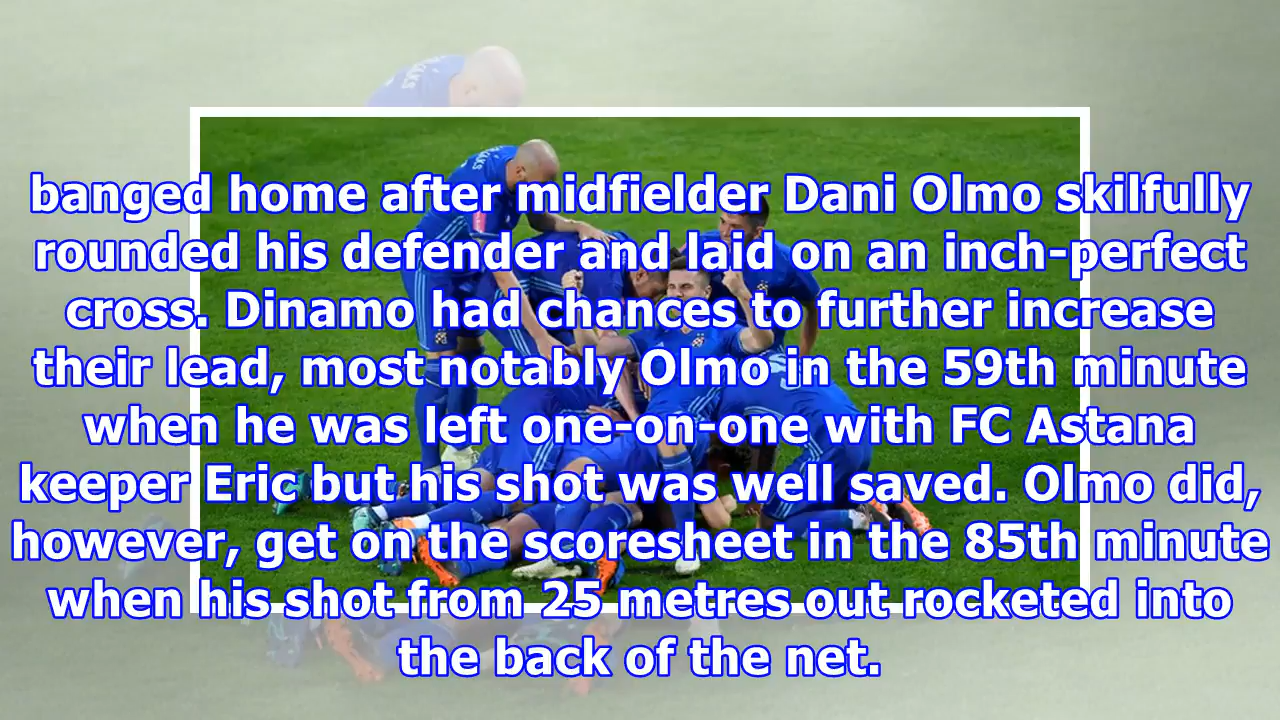 banged home after midfielder Dani Olmo skilfully
rounded his defender and laid on an inch-perfect
cross. Dinamo had chances to further increase
their lead, most notably Olmo in the 59th minute
when he was left one-on-one with FC Astana
keeper Eric but his shot was well saved. Olmo did,
however, get on the scoresheet in the 85th minute
when his shot from 25 metres out rocketed into
the back of the net.